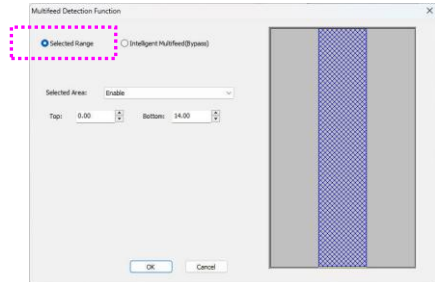 Multifeed Detection Function
Selected Range Intelligent Multifeed(Bypass)
Selected Area: Enable
Top: 0.00 Bottom: 14.00
OK Cancel